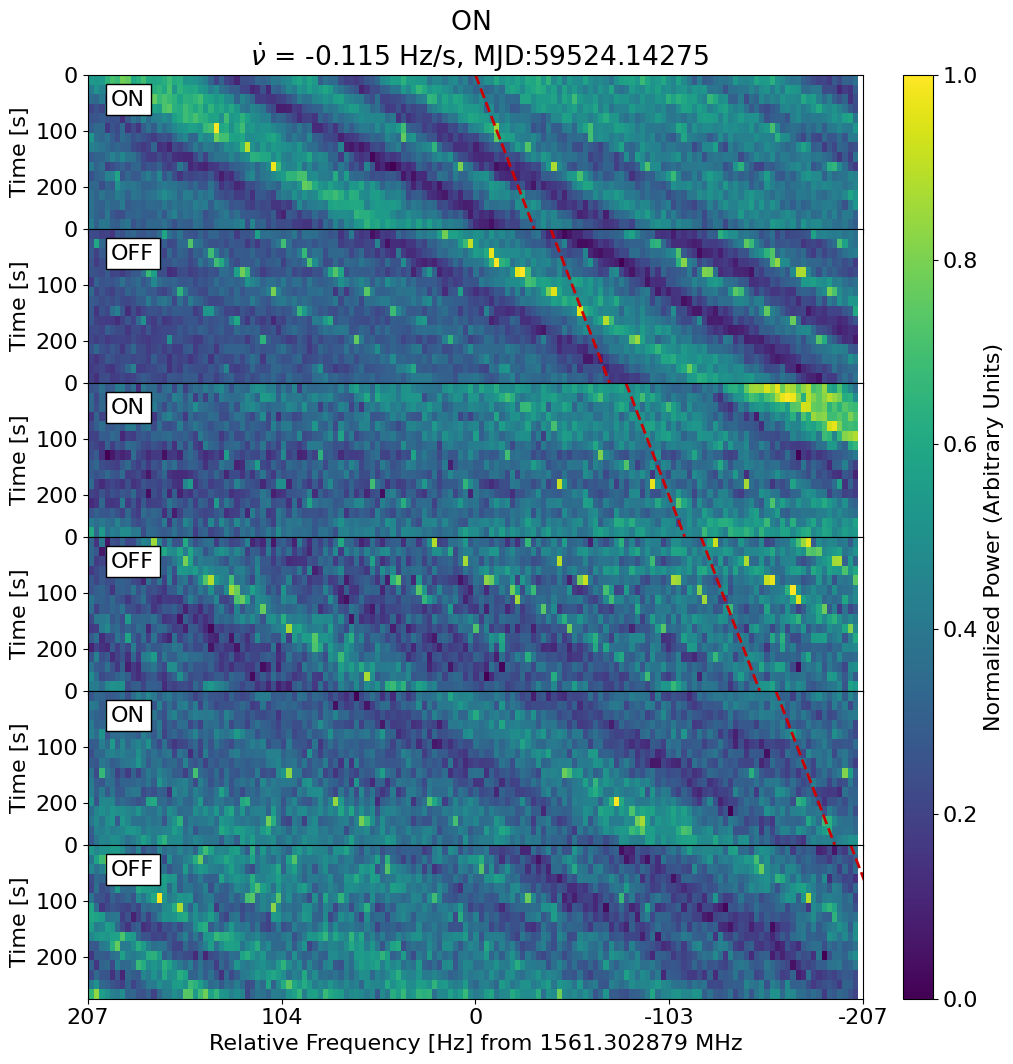 ON
ν̇ = -0.115 Hz/s, MJD:59524.14275
0
ON
100
200
Time [s]
0
OFF
100
200
Time [s]
0
ON
100
200
Time [s]
0
OFF
100
200
Time [s]
0
ON
100
200
Time [s]
0
OFF
100
200
Time [s]
207 104 0 -103 -207
Relative Frequency [Hz] from 1561.302879 MHz
1.0
0.8
0.6
0.4
0.2
0.0
Normalized Power (Arbitrary Units)